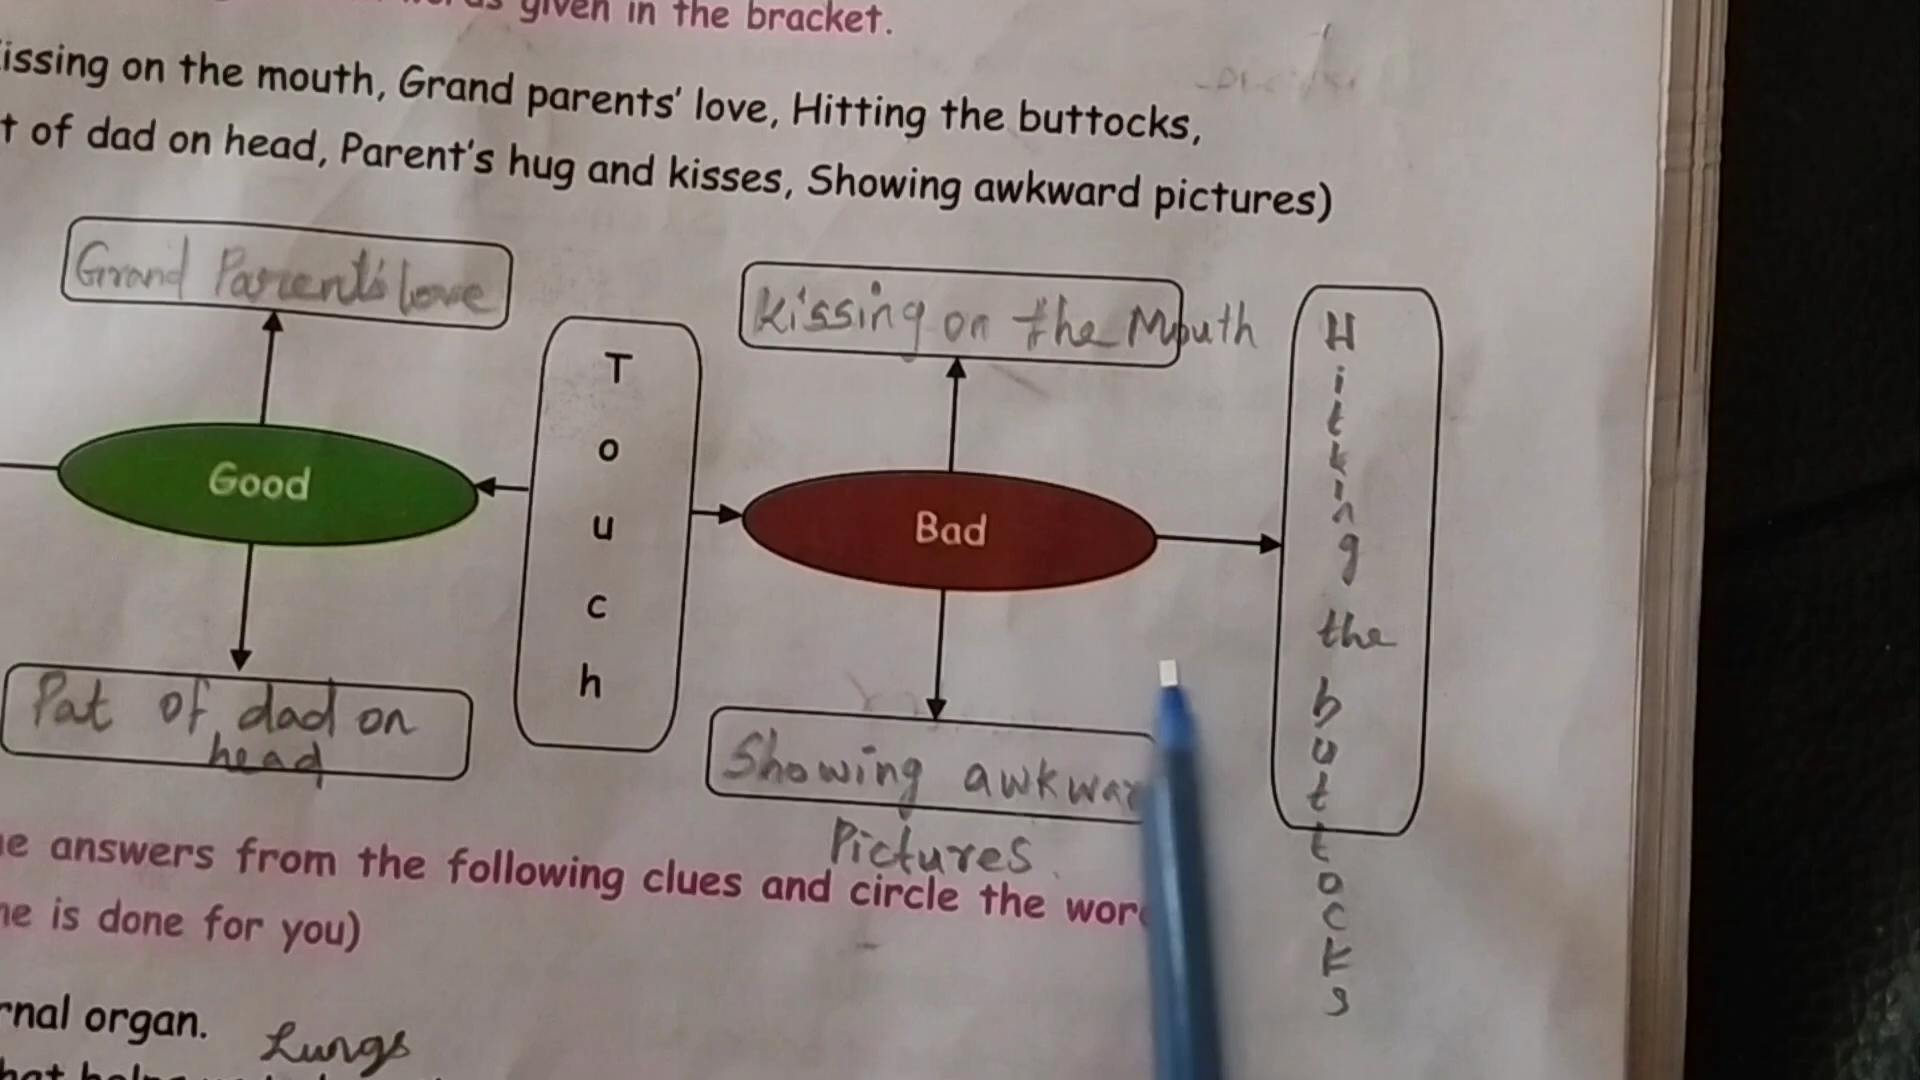 given in the bracket.
issing on the mouth, Grand parents' love, Hitting the buttocks,
t of dad on head, Parent's hug and kisses, Showing awkward pictures)
Grand Parent's love
Kissing on the Mouth
Touch
Good
Bad
Hitking the buttocks
Pat of dad on
head
Showing awkwar
Pictures
e answers from the following clues and circle the wor
ne is done for you)
rnal organ. Lungs